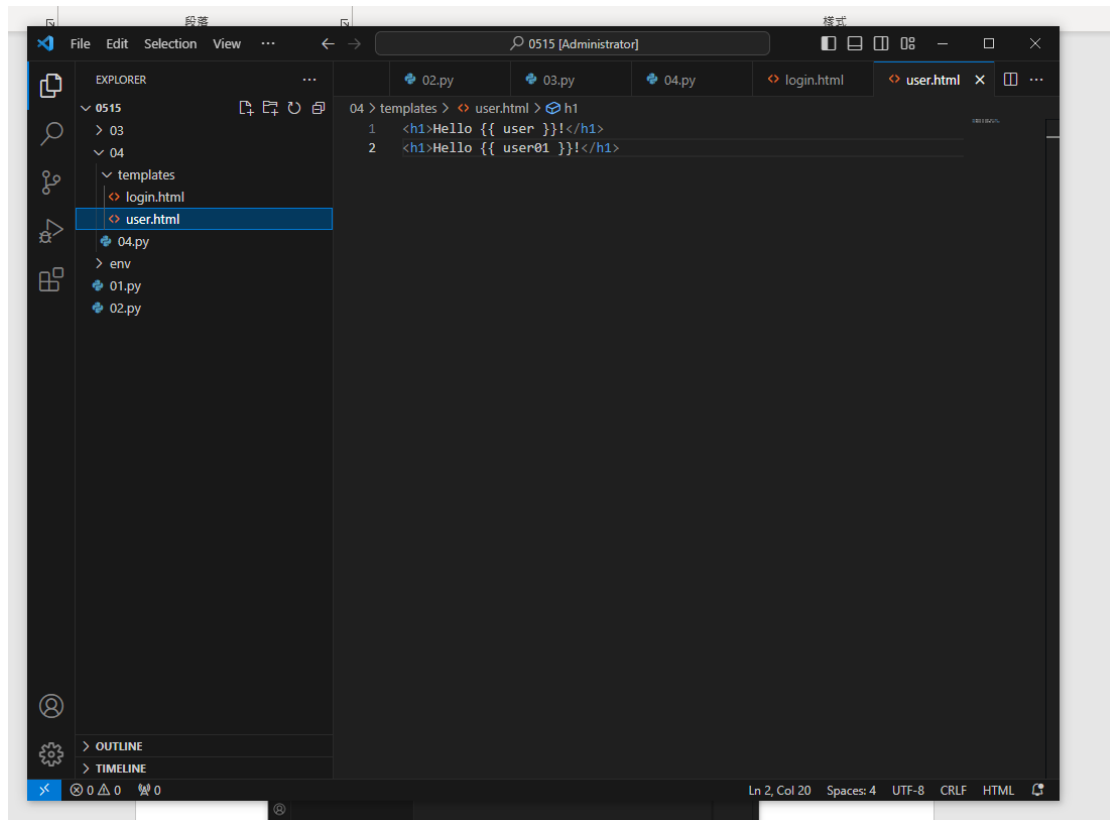 段落
樣式
File Edit Selection View ··· 0515 [Administrator]
EXPLORER ···
02.py 03.py 04.py login.html user.html ···
0515
04 > templates > user.html > h1
03
1 <h1>Hello {{ user }}!</h1>
04
2 <h1>Hello {{ user01 }}!</h1>
templates
login.html
user.html
04.py
env
01.py
02.py
OUTLINE
TIMELINE
0 0 0 Ln 2, Col 20 Spaces: 4 UTF-8 CRLF HTML